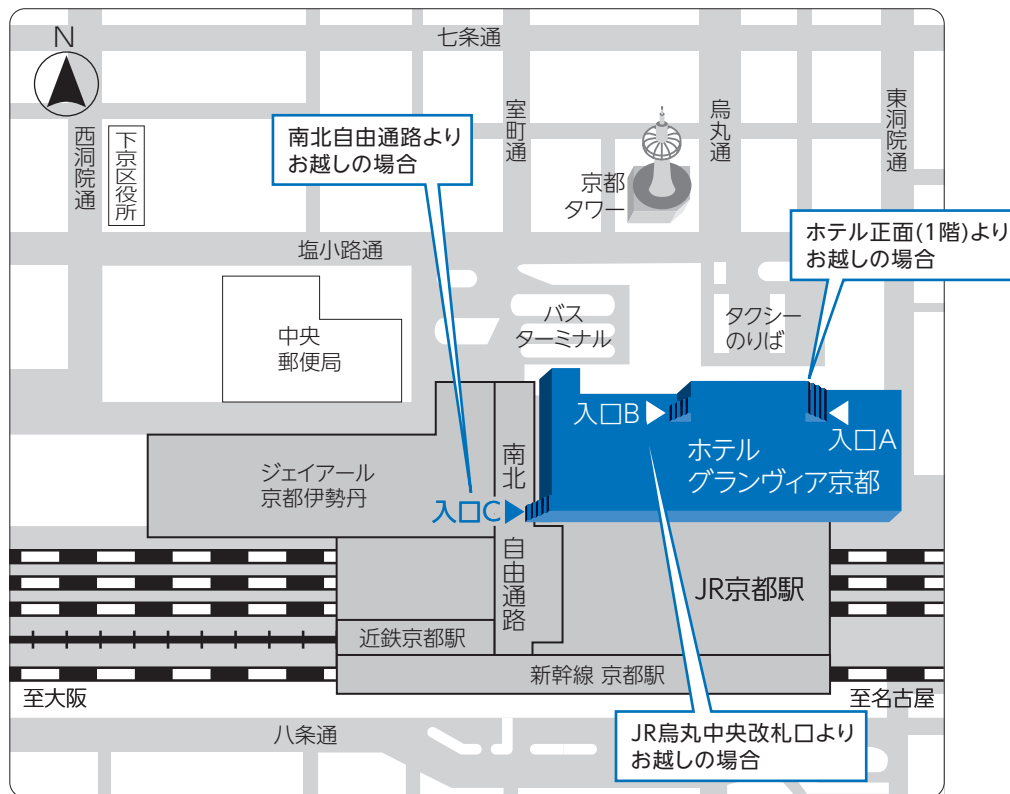 N
七条通
室町通
烏丸通
東洞院通
西洞院通
下京区役所
南北自由通路より
お越しの場合
京都
タワー
ホテル正面(1階)より
お越しの場合
塩小路通
バス
ターミナル
タクシー
のりば
中央
郵便局
入口B
入口A
ホテル
グランヴィア京都
南北
自由通路
ジェイアール
京都伊勢丹
入口C
JR京都駅
近鉄京都駅
新幹線 京都駅
至大阪
至名古屋
八条通
JR烏丸中央改札口より
お越しの場合